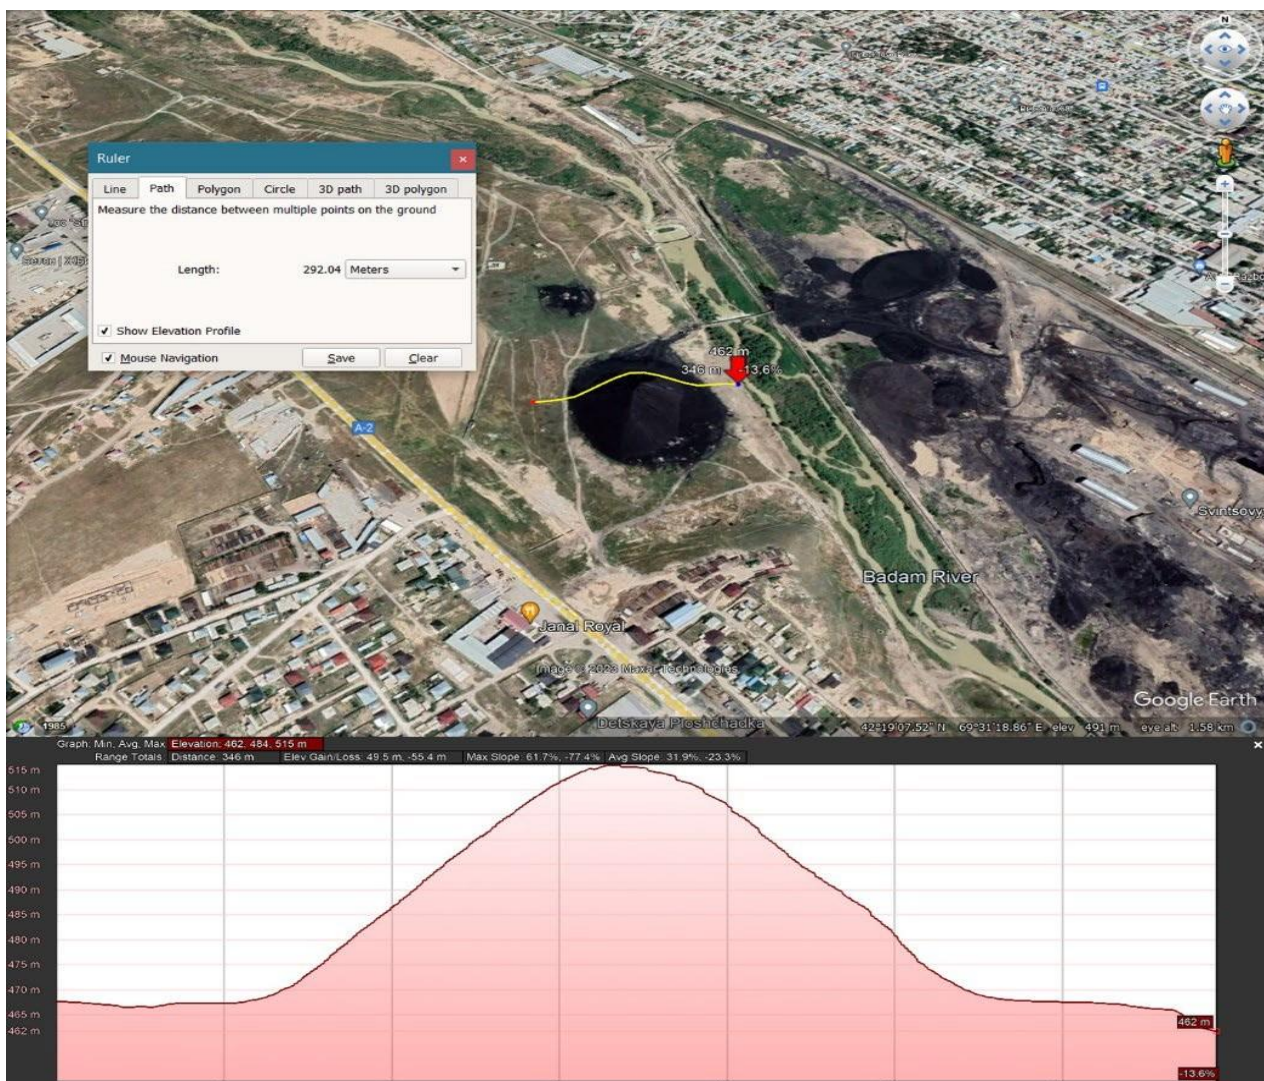 N
Ruler
Line Path Polygon Circle 3D path 3D polygon
Measure the distance between multiple points on the ground
Length: 292.04 Meters
Show Elevation Profile
Mouse Navigation Save Clear
462 m
346 m -13.6%
A-2
Svintsovy
Badam River
Janal Royal
Image © 2023 Maxar Technologies
Google Earth
Detskaya Ploshchadka
1985 42°19'07.52" N 69°31'18.86" E elev 491 m eye alt 1.58 km
Graph: Min, Avg, Max Elevation: 462, 484, 515 m
Range Totals Distance: 346 m Elev Gain/Loss: 49.5 m, -55.4 m Max Slope: 61.7%, -77.4% Avg Slope: 31.9%, -23.3%
515 m
510 m
505 m
500 m
495 m
490 m
485 m
480 m
475 m
470 m
465 m
462 m
462 m
-13.6%